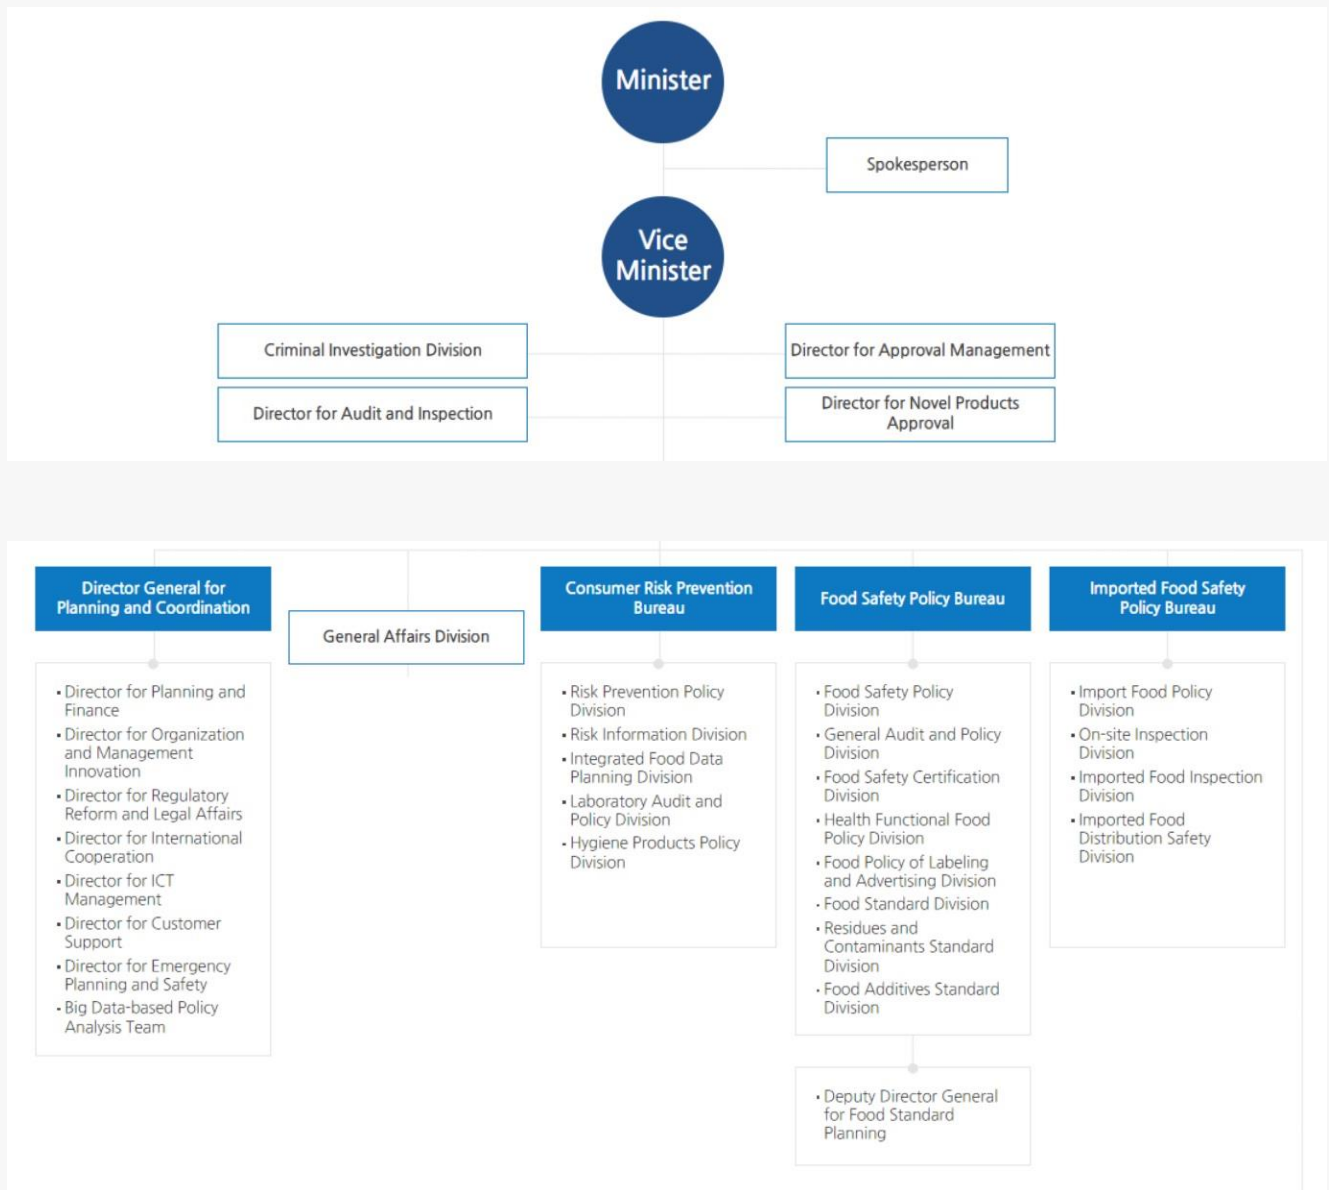 Minister
Spokesperson
Vice
Minister
Criminal Investigation Division
Director for Approval Management
Director for Audit and Inspection
Director for Novel Products
Approval
Director General for
Planning and Coordination
▪ Director for Planning and
Finance
▪ Director for Organization
and Management
Innovation
▪ Director for Regulatory
Reform and Legal Affairs
▪ Director for International
Cooperation
▪ Director for ICT
Management
▪ Director for Customer
Support
▪ Director for Emergency
Planning and Safety
▪ Big Data-based Policy
Analysis Team
General Affairs Division
Consumer Risk Prevention
Bureau
▪ Risk Prevention Policy
Division
▪ Risk Information Division
▪ Integrated Food Data
Planning Division
▪ Laboratory Audit and
Policy Division
▪ Hygiene Products Policy
Division
Food Safety Policy Bureau
▪ Food Safety Policy
Division
▪ General Audit and Policy
Division
▪ Food Safety Certification
Division
▪ Health Functional Food
Policy Division
▪ Food Policy of Labeling
and Advertising Division
▪ Food Standard Division
▪ Residues and
Contaminants Standard
Division
▪ Food Additives Standard
Division
▪ Deputy Director General
for Food Standard
Planning
Imported Food Safety
Policy Bureau
▪ Import Food Policy
Division
▪ On-site Inspection
Division
▪ Imported Food Inspection
Division
▪ Imported Food
Distribution Safety
Division